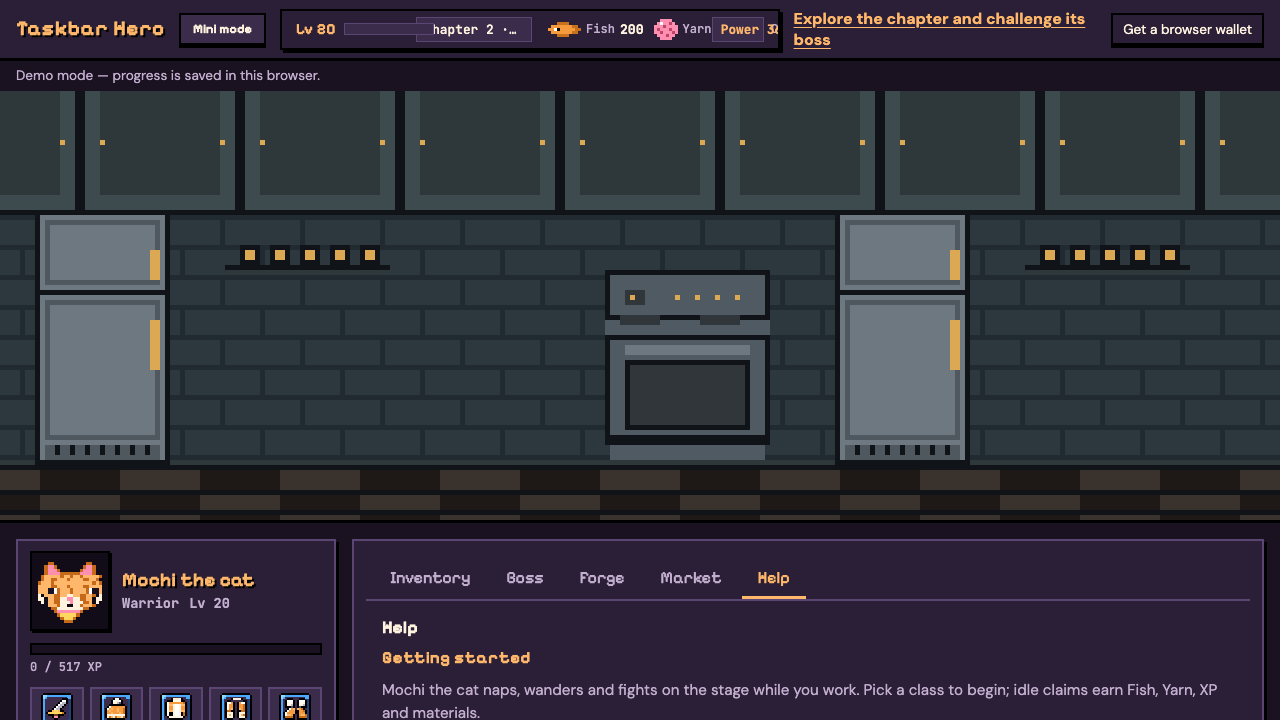 Taskbar Hero
Mini mode
Lv 80
hapter 2 ·…
Fish 200
Yarn
Power
Explore the chapter and challenge its
boss
Get a browser wallet
Demo mode — progress is saved in this browser.
Mochi the cat
Warrior Lv 20
0 / 517 XP
Inventory
Boss
Forge
Market
Help
Help
Getting started
Mochi the cat naps, wanders and fights on the stage while you work. Pick a class to begin; idle claims earn Fish, Yarn, XP
and materials.